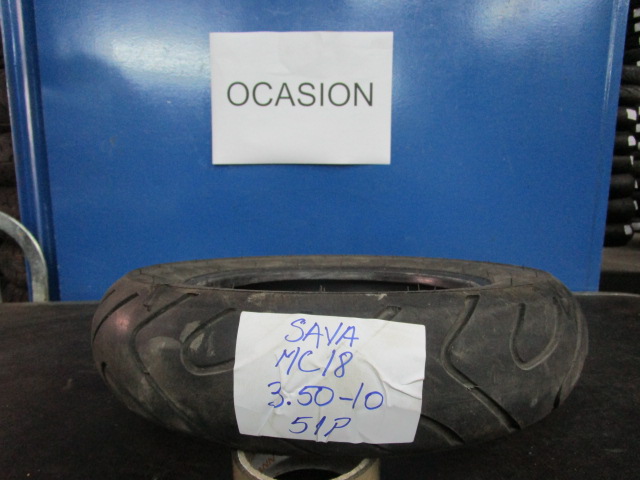 OCASION
SAVA
MC18
3.50-10
51P